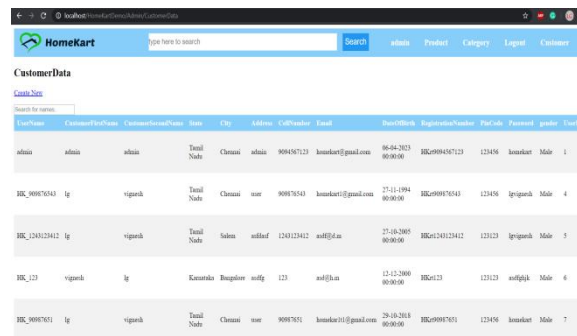 localhost/HomeKartDemo/Admin/CustomerData
HomeKart type here to search Search admin Product Category Logout Customer
CustomerData
Create New
Search for names..
UserName CustomerFirstName CustomerSecondName State City Address CellNumber Email DateOfBirth RegistrationNumber PinCode Password gender
admin admin admin Tamil Nadu Chennai admin 9094567123 homekart@gmail.com 06-04-2023 00:00:00 HKrt9094567123 123456 homekart Male 1
HK_909876543 lg vignesh Tamil Nadu Chennai user 909876543 homekart1@gmail.com 27-11-1994 00:00:00 HKrt909876543 123456 lgvignesh Male 4
HK_1243123412 lg vignesh Tamil Nadu Salem 1243123412 27-10-2005 00:00:00 HKrt1243123412 123123 lgvignesh Male 5
HK_123 vignesh lg Karnataka Bangalore asdfg 123 12-12-2000 00:00:00 HKrt123 123123 asdfghjk Male 6
HK_90987651 lg vignesh Tamil Nadu Chennai user 90987651 29-10-2018 00:00:00 HKrt90987651 123456 homekart Male 7